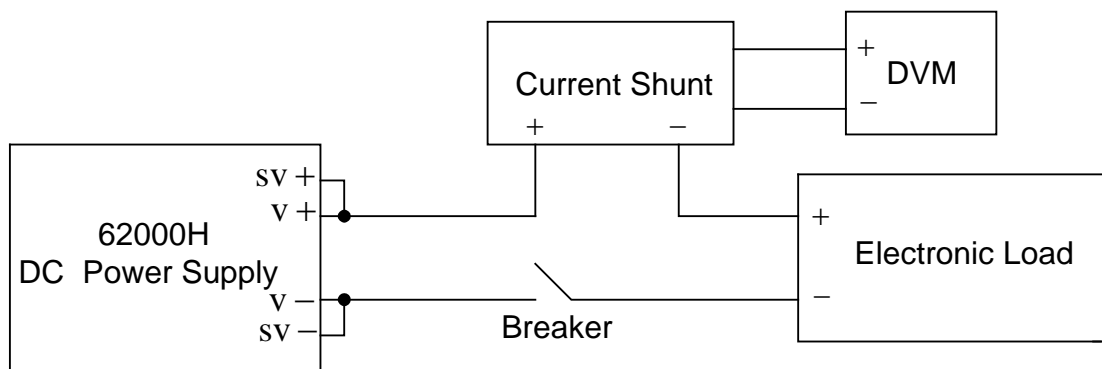 Current Shunt
+ −
+
DVM
−
sv +
v +
62000H
DC Power Supply
v −
sv −
Breaker
+
Electronic Load
−